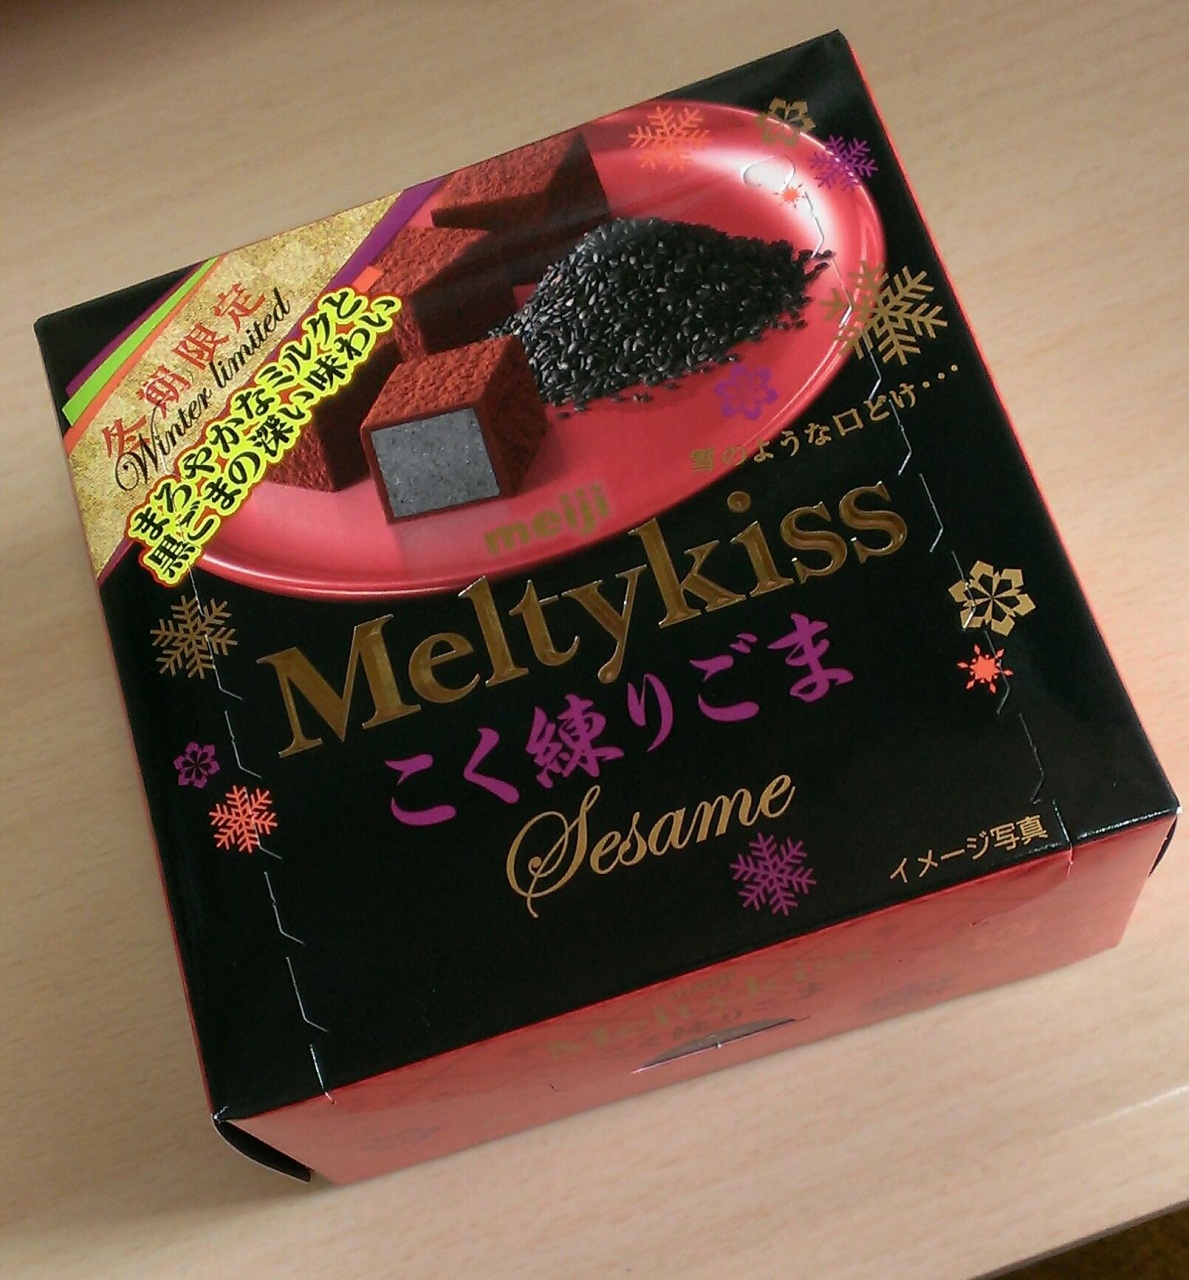 冬期限定
Winter limited
まろやかなミルクと
黒ごまの深い味わい
雪のような口どけ…
meiji
Meltykiss
こく練りごま
Sesame
イメージ写真
meiji
Meltykiss